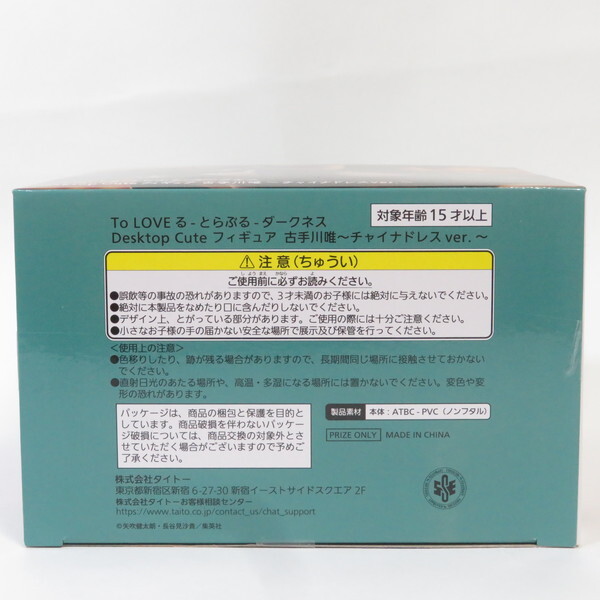 To LOVE る - とらぶる - ダークネス
対象年齢15才以上
Desktop Cute フィギュア 古手川唯～チャイナドレス ver. ～
⚠注意(ちゅうい)
ご使用前に必ずお読みください。
●誤飲等の事故の恐れがありますので、3才未満のお子様には絶対に与えないでください。
●絶対に本製品をなめたり口に含んだりしないでください。
●デザイン上、とがっている部分があります。ご使用の際には十分ご注意ください。
●小さなお子様の手の届かない安全な場所で展示及び保管を行ってください。
<使用上の注意>
●色移りしたり、跡が残る場合がありますので、長期間同じ場所に接触させておかない
でください。
●直射日光のあたる場所や、高温・多湿になる場所には置かないでください。変色や変
形の恐れがあります。
パッケージは、商品の梱包と保護を目的と
しています。商品破損を伴わないパッケー
ジ破損については、商品交換の対象外とさ
せていただく場合がございますので予めご
了承ください。
製品素材 本体:ATBC-PVC(ノンフタル)
PRIZE ONLY MADE IN CHINA
株式会社タイトー
東京都新宿区新宿 6-27-30 新宿イーストサイドスクエア 2F
株式会社タイトーお客様相談センター
https://www.taito.co.jp/contact_us/chat_support
©矢吹健太朗・長谷見沙貴/集英社